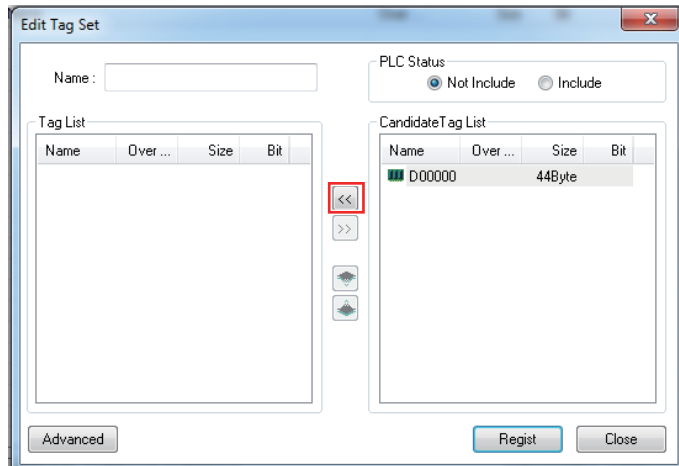 Edit Tag Set
x
Name :
PLC Status
Not Include Include
Tag List
Name Over ... Size Bit
<<
>>
CandidateTag List
Name Over ... Size Bit
D00000 44Byte
Advanced
Regist
Close